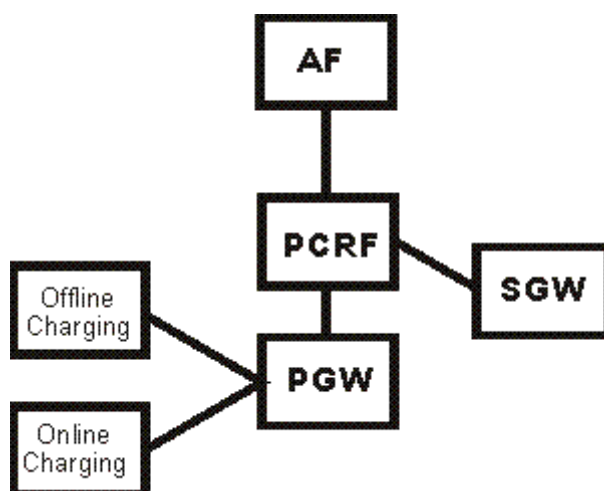 AF
PCRF
SGW
Offline
Charging
PGW
Online
Charging